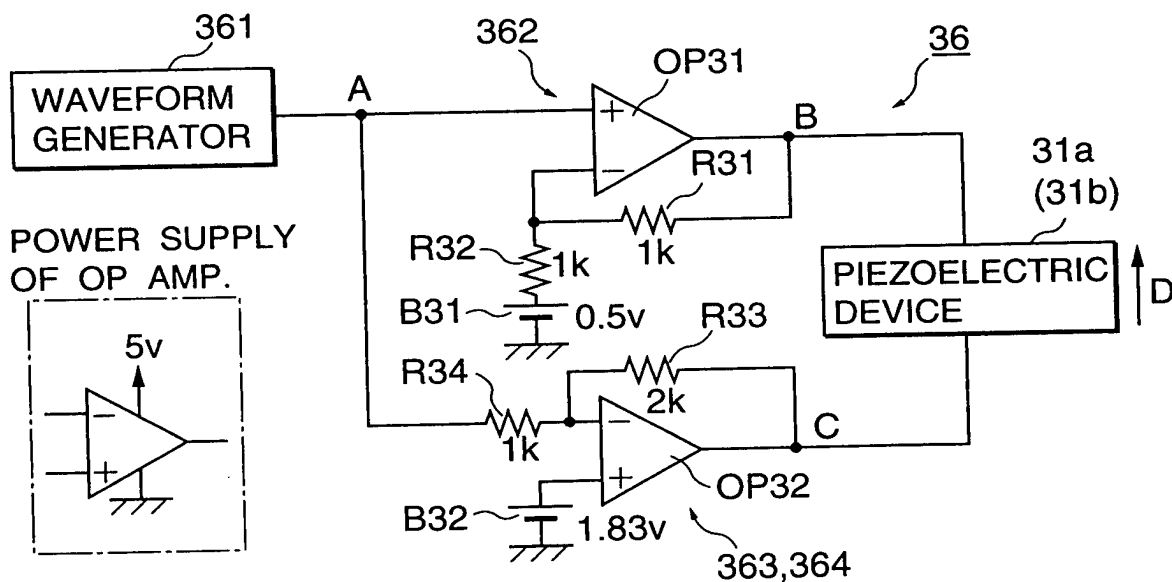 361
WAVEFORM
GENERATOR
A
362
OP31
+
−
B
36
R31
1k
31a
(31b)
R32
1k
B31
0.5v
PIEZOELECTRIC
DEVICE
D
POWER SUPPLY
OF OP AMP.
5v
−
+
R34
1k
R33
2k
−
+
C
OP32
B32
1.83v
363,364